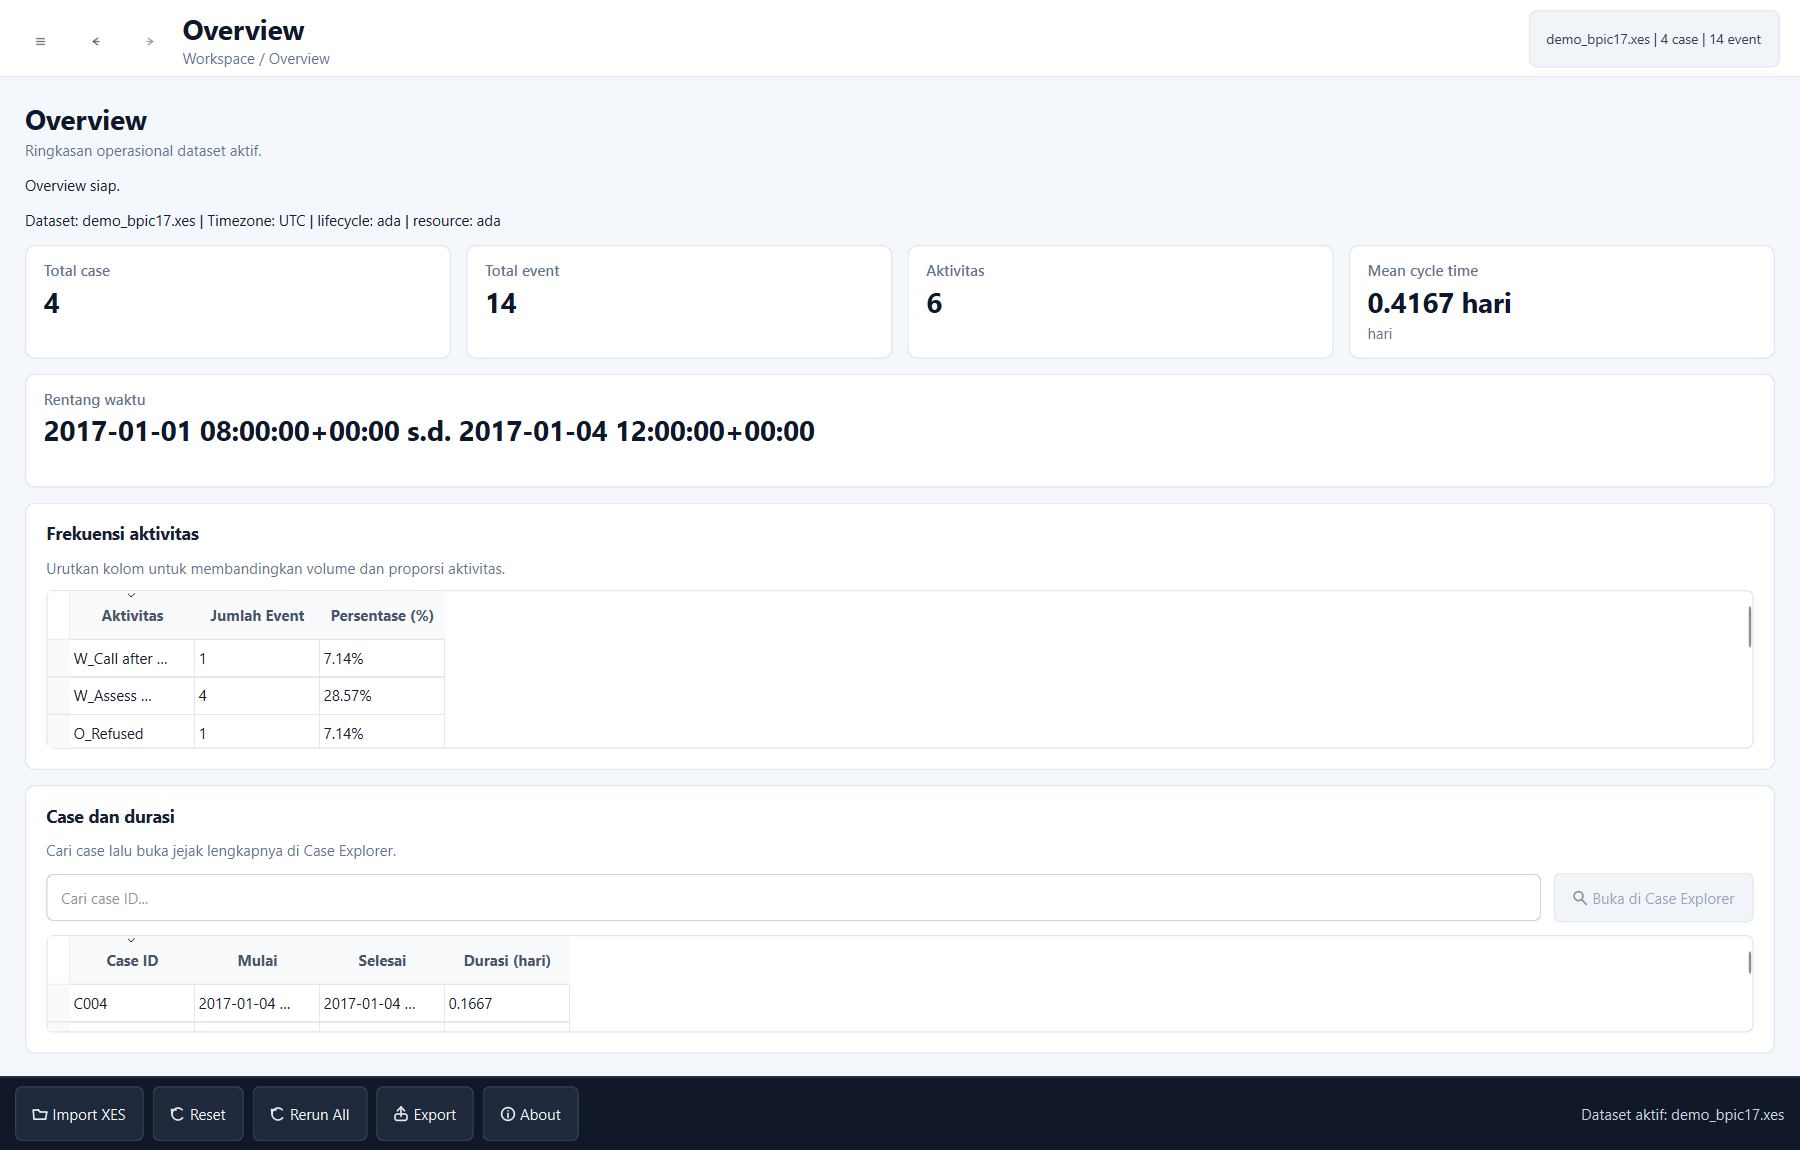 Overview
Workspace / Overview
demo_bpic17.xes | 4 case | 14 event
Overview
Ringkasan operasional dataset aktif.
Overview siap.
Dataset: demo_bpic17.xes | Timezone: UTC | lifecycle: ada | resource: ada
Total case
4
Total event
14
Aktivitas
6
Mean cycle time
0.4167 hari
hari
Rentang waktu
2017-01-01 08:00:00+00:00 s.d. 2017-01-04 12:00:00+00:00
Frekuensi aktivitas
Urutkan kolom untuk membandingkan volume dan proporsi aktivitas.
Aktivitas Jumlah Event Persentase (%)
W_Call after ... 1 7.14%
W_Assess ... 4 28.57%
O_Refused 1 7.14%
Case dan durasi
Cari case lalu buka jejak lengkapnya di Case Explorer.
Cari case ID...
Buka di Case Explorer
Case ID Mulai Selesai Durasi (hari)
C004 2017-01-04 ... 2017-01-04 ... 0.1667
Import XES Reset Rerun All Export About
Dataset aktif: demo_bpic17.xes